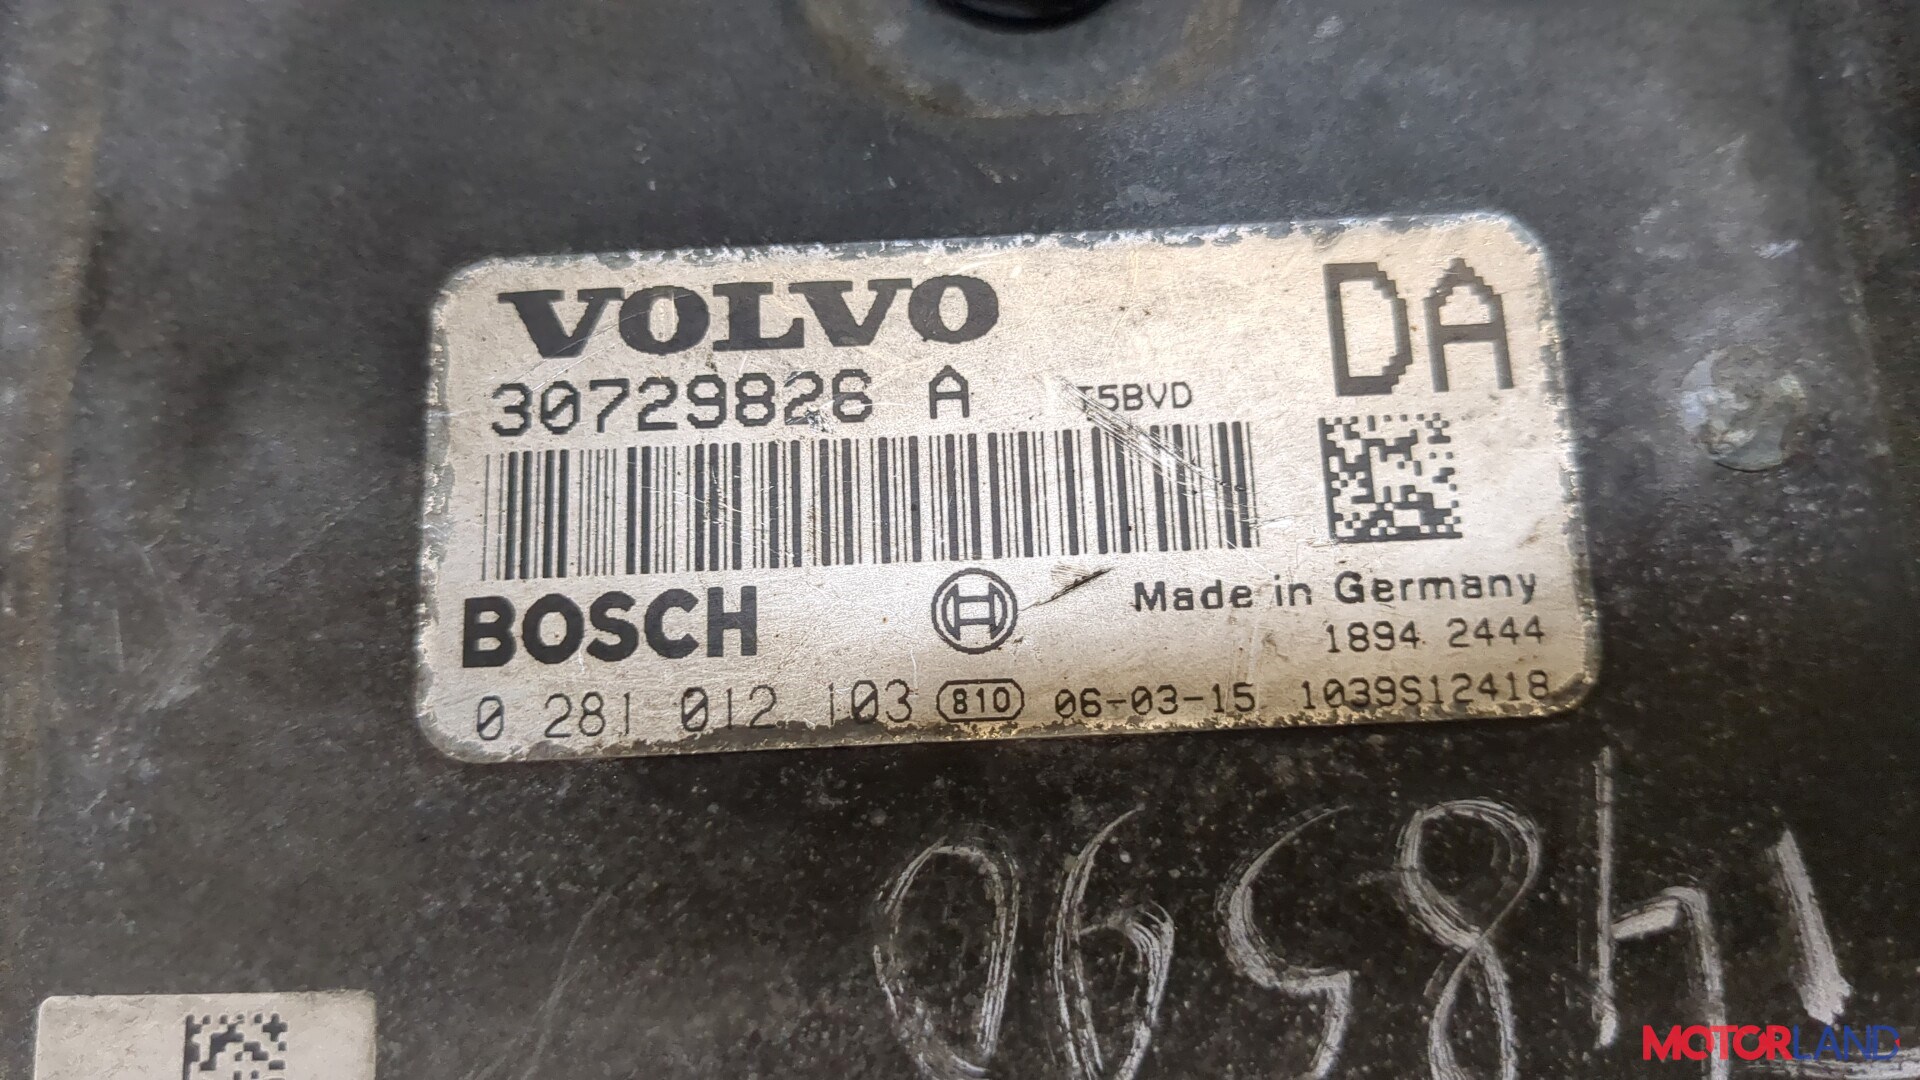 VOLVO
DA
30729826 A T5BVD
BOSCH
Made in Germany
1894 2444
0 281 012 103 810 06-03-15 1039S12418
148590
MOTORLAND